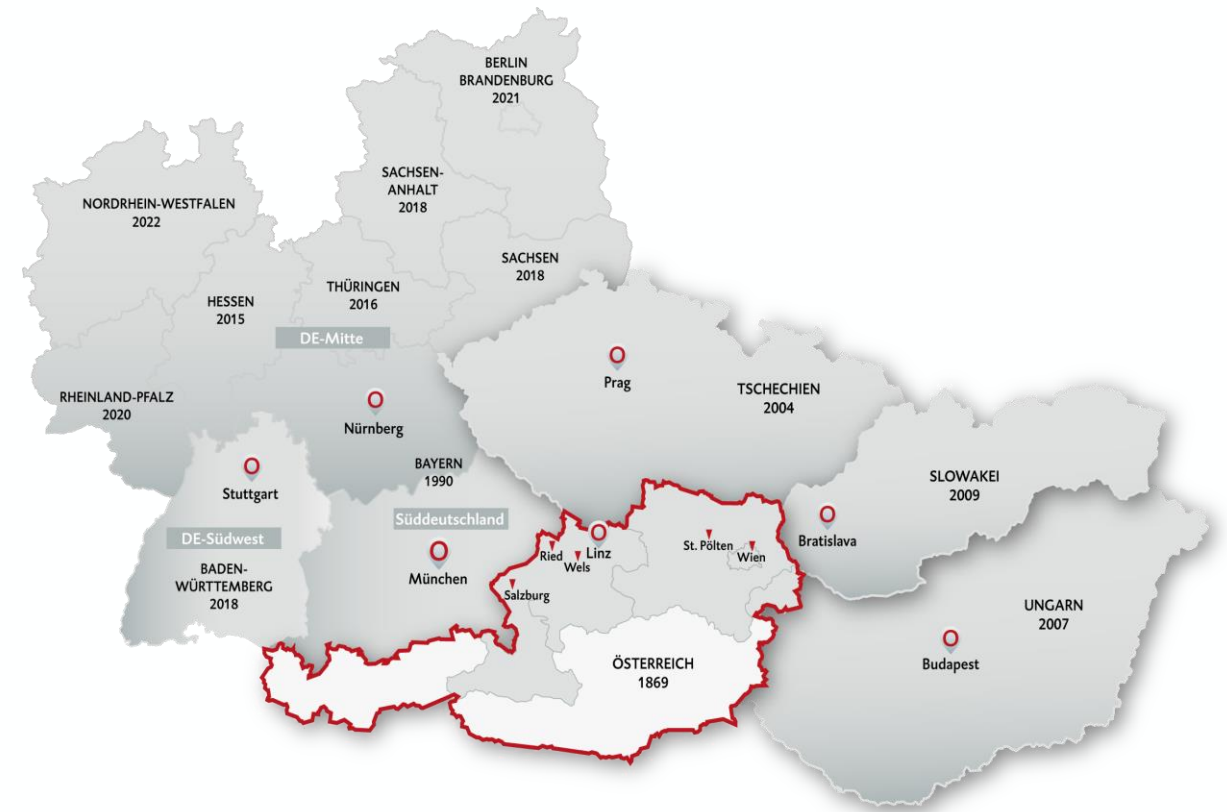 BERLIN
BRANDENBURG
2021
SACHSEN-
ANHALT
2018
NORDRHEIN-WESTFALEN
2022
SACHSEN
2018
THÜRINGEN
2016
HESSEN
2015
DE-Mitte
Prag
TSCHECHIEN
2004
RHEINLAND-PFALZ
2020
Nürnberg
BAYERN
1990
SLOWAKEI
2009
Stuttgart
Süddeutschland
DE-Südwest
Bratislava
St. Pölten
Wien
Linz
Ried
Wels
München
BADEN-
WÜRTTEMBERG
2018
Salzburg
UNGARN
2007
Budapest
ÖSTERREICH
1869